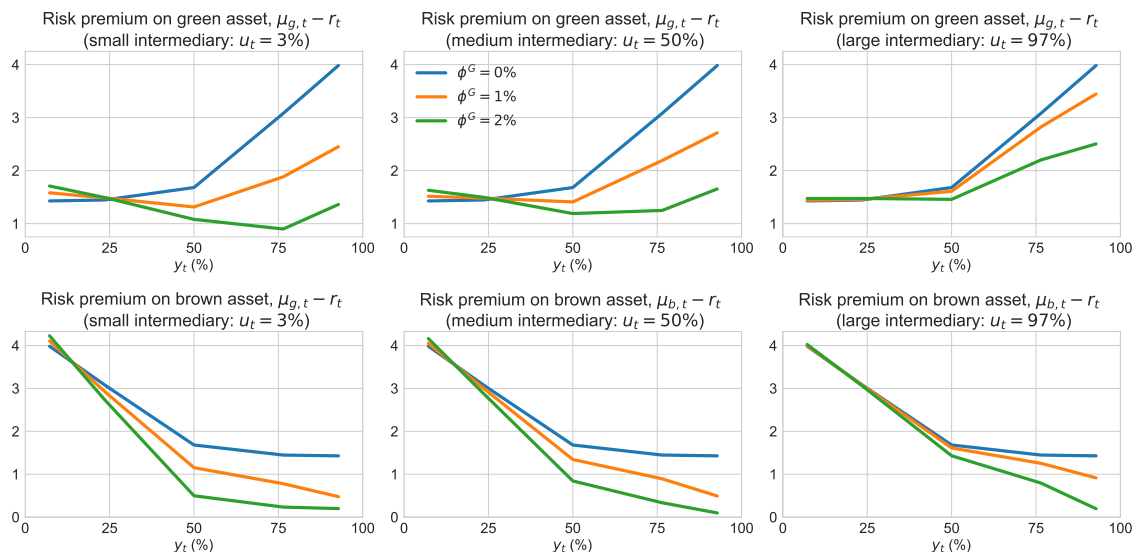 Risk premium on green asset, μ_{g,t} − r_t
(small intermediary: u_t = 3%)
4
3
2
1
0 25 50 75 100
y_t (%)
Risk premium on green asset, μ_{g,t} − r_t
(medium intermediary: u_t = 50%)
ϕ^G = 0%
ϕ^G = 1%
ϕ^G = 2%
4
3
2
1
0 25 50 75 100
y_t (%)
Risk premium on green asset, μ_{g,t} − r_t
(large intermediary: u_t = 97%)
4
3
2
1
0 25 50 75 100
y_t (%)
Risk premium on brown asset, μ_{g,t} − r_t
(small intermediary: u_t = 3%)
4
3
2
1
0
0 25 50 75 100
y_t (%)
Risk premium on brown asset, μ_{b,t} − r_t
(medium intermediary: u_t = 50%)
4
3
2
1
0
0 25 50 75 100
y_t (%)
Risk premium on brown asset, μ_{b,t} − r_t
(large intermediary: u_t = 97%)
4
3
2
1
0
0 25 50 75 100
y_t (%)